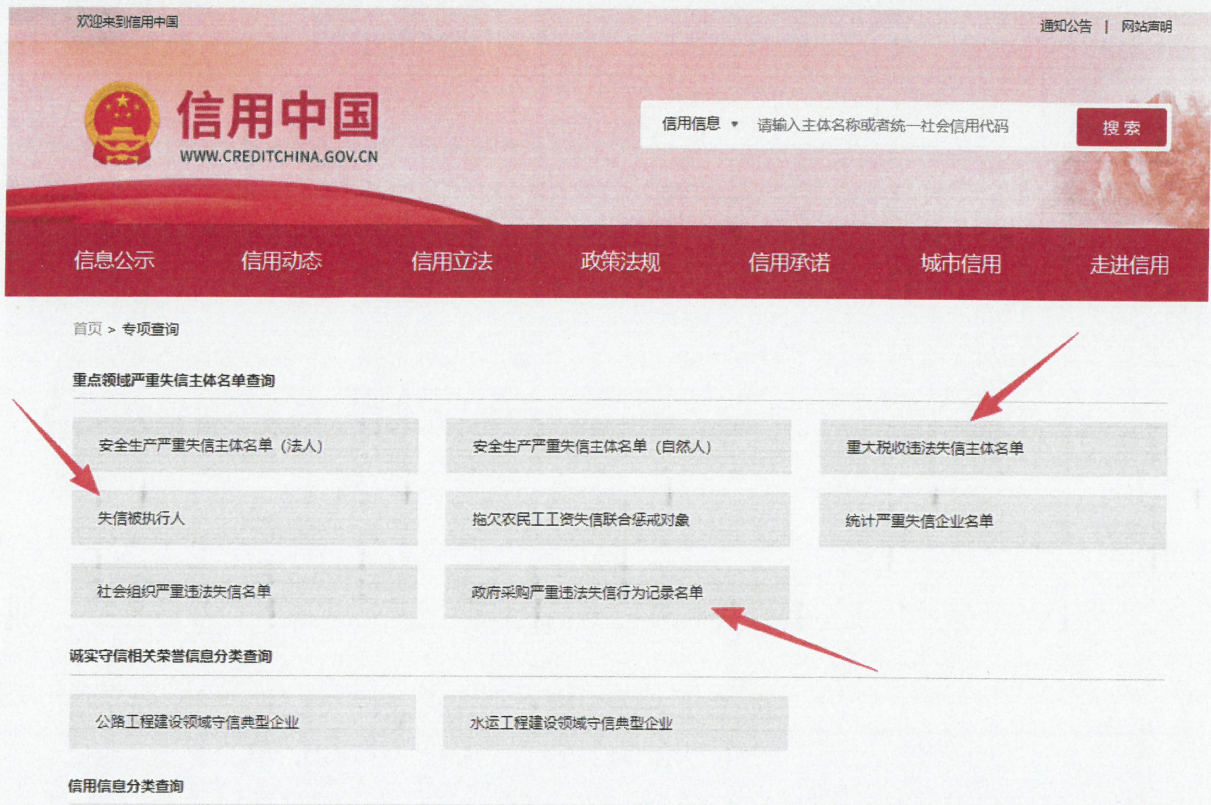 欢迎来到信用中国
通知公告 | 网站声明
信用中国
WWW.CREDITCHINA.GOV.CN
信用信息 请输入主体名称或者统一社会信用代码 搜索
信息公示 信用动态 信用立法 政策法规 信用承诺 城市信用 走进信用
首页 > 专项查询
重点领域严重失信主体名单查询
安全生产严重失信主体名单（法人） 安全生产严重失信主体名单（自然人） 重大税收违法失信主体名单
失信被执行人 拖欠农民工工资失信联合惩戒对象 统计严重失信企业名单
社会组织严重违法失信名单 政府采购严重违法失信行为记录名单
诚实守信相关荣誉信息分类查询
公路工程建设领域守信典型企业 水运工程建设领域守信典型企业
信用信息分类查询